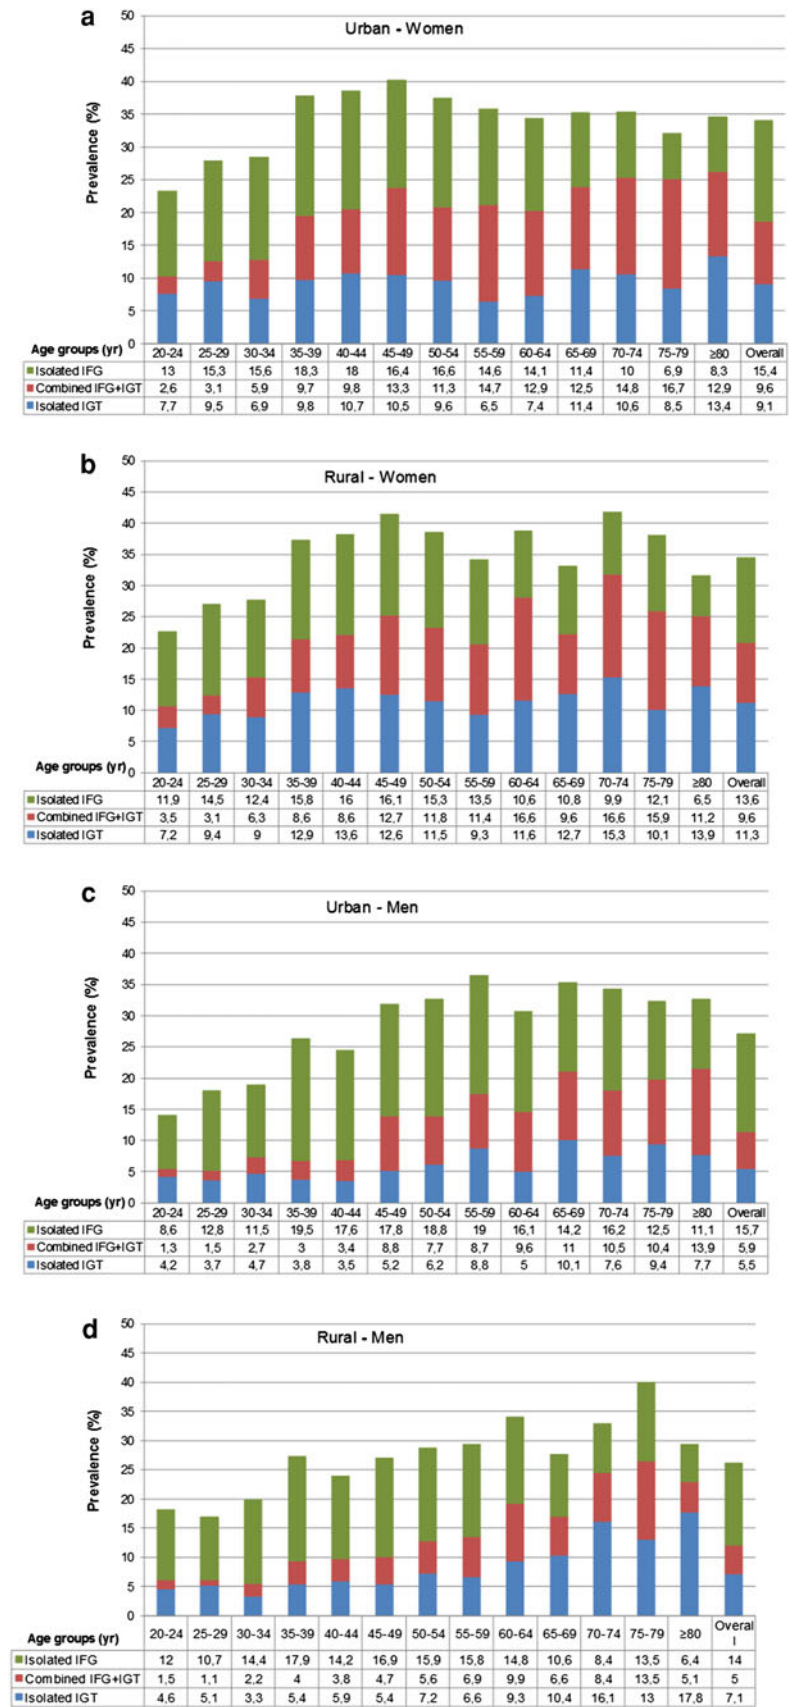 a
Urban - Women
Prevalence (%)
50
45
40
35
30
25
20
15
10
5
0
Age groups (yr) 20-24 25-29 30-34 35-39 40-44 45-49 50-54 55-59 60-64 65-69 70-74 75-79 ≥80 Overall
Isolated IFG 13 15,3 15,6 18,3 18 16,4 16,6 14,6 14,1 11,4 10 6,9 8,3 15,4
Combined IFG+IGT 2,6 3,1 5,9 9,7 9,8 13,3 11,3 14,7 12,9 12,5 14,8 16,7 12,9 9,6
Isolated IGT 7,7 9,5 6,9 9,8 10,7 10,5 9,6 6,5 7,4 11,4 10,6 8,5 13,4 9,1
b
Rural - Women
Prevalence (%)
50
45
40
35
30
25
20
15
10
5
0
Age groups (yr) 20-24 25-29 30-34 35-39 40-44 45-49 50-54 55-59 60-64 65-69 70-74 75-79 ≥80 Overall
Isolated IFG 11,9 14,5 12,4 15,8 16 16,1 15,3 13,5 10,6 10,8 9,9 12,1 6,5 13,6
Combined IFG+IGT 3,5 3,1 6,3 8,6 8,6 12,7 11,8 11,4 16,6 9,6 16,6 15,9 11,2 9,6
Isolated IGT 7,2 9,4 9 12,9 13,6 12,6 11,5 9,3 11,6 12,7 15,3 10,1 13,9 11,3
c
Urban - Men
Prevalence (%)
50
45
40
35
30
25
20
15
10
5
0
Age groups (yr) 20-24 25-29 30-34 35-39 40-44 45-49 50-54 55-59 60-64 65-69 70-74 75-79 ≥80 Overall
Isolated IFG 8,6 12,8 11,5 19,5 17,6 17,8 18,8 19 16,1 14,2 16,2 12,5 11,1 15,7
Combined IFG+IGT 1,3 1,5 2,7 3 3,4 8,8 7,7 8,7 9,6 11 10,5 10,4 13,9 5,9
Isolated IGT 4,2 3,7 4,7 3,8 3,5 5,2 6,2 8,8 5 10,1 7,6 9,4 7,7 5,5
d
Rural - Men
Prevalence (%)
50
45
40
35
30
25
20
15
10
5
0
Age groups (yr) 20-24 25-29 30-34 35-39 40-44 45-49 50-54 55-59 60-64 65-69 70-74 75-79 ≥80 Overal
l
Isolated IFG 12 10,7 14,4 17,9 14,2 16,9 15,9 15,8 14,8 10,6 8,4 13,5 6,4 14
Combined IFG+IGT 1,5 1,1 2,2 4 3,8 4,7 5,6 6,9 9,9 6,6 8,4 13,5 5,1 5
Isolated IGT 4,6 5,1 3,3 5,4 5,9 5,4 7,2 6,6 9,3 10,4 16,1 13 17,8 7,1